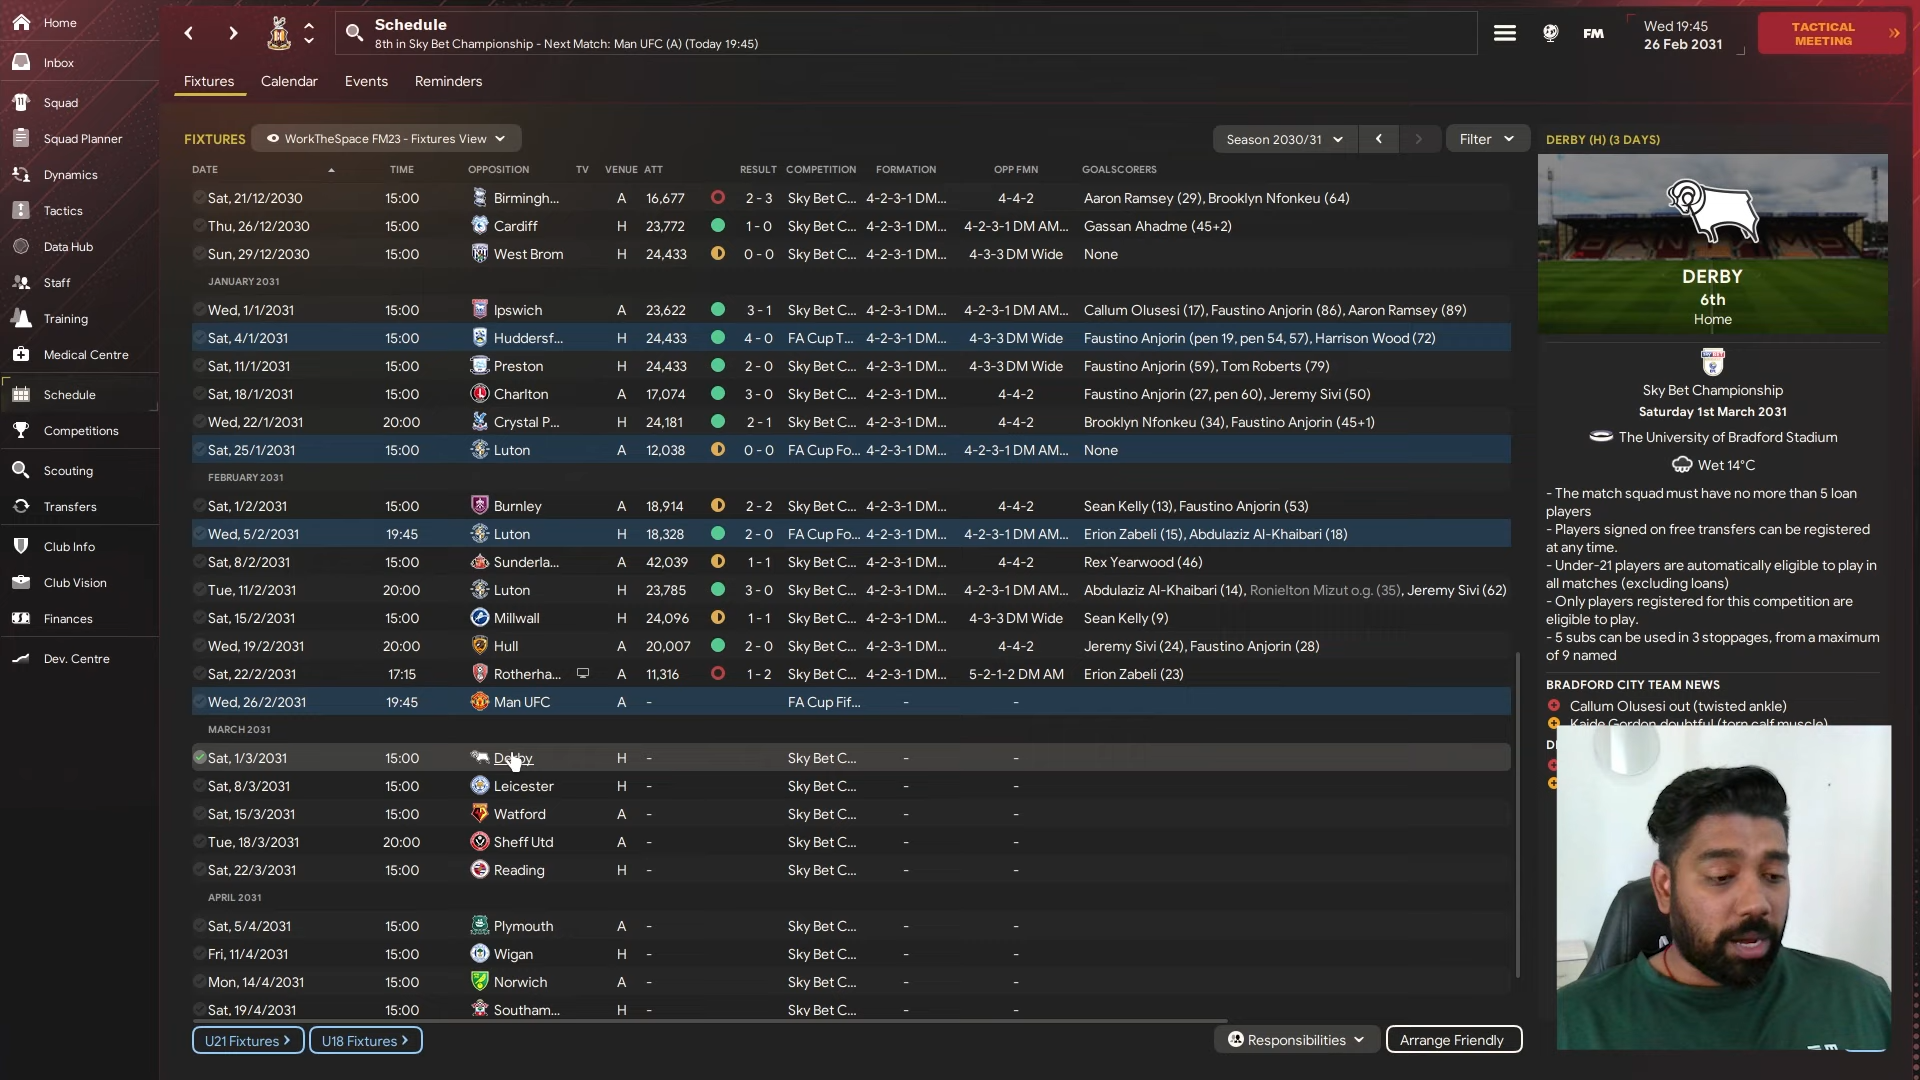 Home
Inbox
Squad
Squad Planner
Dynamics
Tactics
Data Hub
Staff
Training
Medical Centre
Schedule
Competitions
Scouting
Transfers
Club Info
Club Vision
Finances
Dev. Centre
Schedule
8th in Sky Bet Championship - Next Match: Man UFC (A) (Today 19:45)
FM
Wed 19:45
26 Feb 2031
TACTICAL
MEETING
Fixtures Calendar Events Reminders
FIXTURES WorkTheSpace FM23 - Fixtures View Season 2030/31 Filter
DATE TIME OPPOSITION TV VENUE ATT RESULT COMPETITION FORMATION OPP FMN GOALSCORERS
Sat, 21/12/2030 15:00 Birmingh... A 16,677 2 - 3 Sky Bet C... 4-2-3-1 DM... 4-4-2 Aaron Ramsey (29), Brooklyn Nfonkeu (64)
Thu, 26/12/2030 15:00 Cardiff H 23,772 1 - 0 Sky Bet C... 4-2-3-1 DM... 4-2-3-1 DM AM... Gassan Ahadme (45+2)
Sun, 29/12/2030 15:00 West Brom H 24,433 0 - 0 Sky Bet C... 4-2-3-1 DM... 4-3-3 DM Wide None
JANUARY 2031
Wed, 1/1/2031 15:00 Ipswich A 23,622 3 - 1 Sky Bet C... 4-2-3-1 DM... 4-2-3-1 DM AM... Callum Olusesi (17), Faustino Anjorin (86), Aaron Ramsey (89)
Sat, 4/1/2031 15:00 Huddersf... H 24,433 4 - 0 FA Cup T... 4-2-3-1 DM... 4-3-3 DM Wide Faustino Anjorin (pen 19, pen 54, 57), Harrison Wood (72)
Sat, 11/1/2031 15:00 Preston H 24,433 2 - 0 Sky Bet C... 4-2-3-1 DM... 4-3-3 DM Wide Faustino Anjorin (59), Tom Roberts (79)
Sat, 18/1/2031 15:00 Charlton A 17,074 3 - 0 Sky Bet C... 4-2-3-1 DM... 4-4-2 Faustino Anjorin (27, pen 60), Jeremy Sivi (50)
Wed, 22/1/2031 20:00 Crystal P... H 24,181 2 - 1 Sky Bet C... 4-2-3-1 DM... 4-4-2 Brooklyn Nfonkeu (34), Faustino Anjorin (45+1)
Sat, 25/1/2031 15:00 Luton A 12,038 0 - 0 FA Cup Fo... 4-2-3-1 DM... 4-2-3-1 DM AM... None
FEBRUARY 2031
Sat, 1/2/2031 15:00 Burnley A 18,914 2 - 2 Sky Bet C... 4-2-3-1 DM... 4-4-2 Sean Kelly (13), Faustino Anjorin (53)
Wed, 5/2/2031 19:45 Luton H 18,328 2 - 0 FA Cup Fo... 4-2-3-1 DM... 4-2-3-1 DM AM... Erion Zabeli (15), Abdulaziz Al-Khaibari (18)
Sat, 8/2/2031 15:00 Sunderla... A 42,039 1 - 1 Sky Bet C... 4-2-3-1 DM... 4-4-2 Rex Yearwood (46)
Tue, 11/2/2031 20:00 Luton H 23,785 3 - 0 Sky Bet C... 4-2-3-1 DM... 4-2-3-1 DM AM... Abdulaziz Al-Khaibari (14), Ronielton Mizut o.g. (35), Jeremy Sivi (62)
Sat, 15/2/2031 15:00 Millwall H 24,096 1 - 1 Sky Bet C... 4-2-3-1 DM... 4-3-3 DM Wide Sean Kelly (9)
Wed, 19/2/2031 20:00 Hull A 20,007 2 - 0 Sky Bet C... 4-2-3-1 DM... 4-4-2 Jeremy Sivi (24), Faustino Anjorin (28)
Sat, 22/2/2031 17:15 Rotherha... A 11,316 1 - 2 Sky Bet C... 4-2-3-1 DM... 5-2-1-2 DM AM Erion Zabeli (23)
Wed, 26/2/2031 19:45 Man UFC A FA Cup Fif... - -
MARCH 2031
Sat, 1/3/2031 15:00 Derby H - Sky Bet C... - -
Sat, 8/3/2031 15:00 Leicester H - Sky Bet C... - -
Sat, 15/3/2031 15:00 Watford A - Sky Bet C... - -
Tue, 18/3/2031 20:00 Sheff Utd A - Sky Bet C... - -
Sat, 22/3/2031 15:00 Reading H - Sky Bet C... - -
APRIL 2031
Sat, 5/4/2031 15:00 Plymouth A - Sky Bet C... - -
Fri, 11/4/2031 15:00 Wigan H - Sky Bet C... - -
Mon, 14/4/2031 15:00 Norwich A - Sky Bet C... - -
Sat, 19/4/2031 15:00 Southam... H - Sky Bet C... - -
U21 Fixtures U18 Fixtures Responsibilities Arrange Friendly
DERBY (H) (3 DAYS)
DERBY
6th
Home
Sky Bet Championship
Saturday 1st March 2031
The University of Bradford Stadium
Wet 14°C
- The match squad must have no more than 5 loan
players
- Players signed on free transfers can be registered
at any time.
- Under-21 players are automatically eligible to play in
all matches (excluding loans)
- Only players registered for this competition are
eligible to play.
- 5 subs can be used in 3 stoppages, from a maximum
of 9 named
BRADFORD CITY TEAM NEWS
Callum Olusesi out (twisted ankle)
Kaide Gordon doubtful (torn calf muscle)